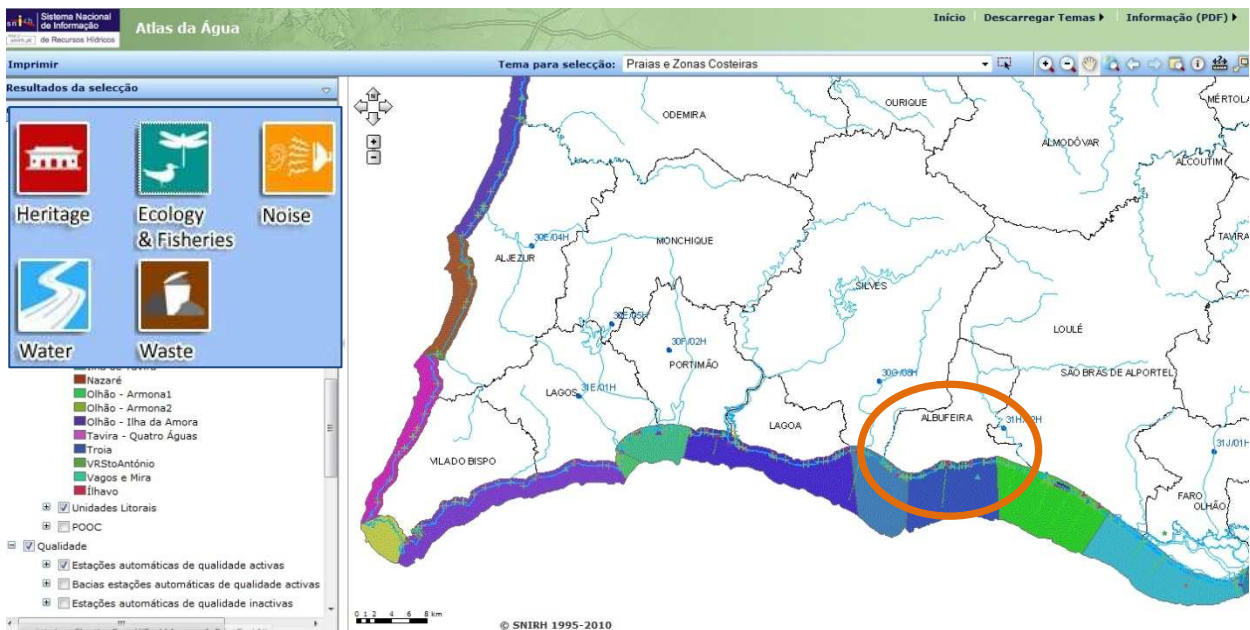 Sistema Nacional
de Informação
de Recursos Hídricos
Atlas da Água
Início Descarregar Temas Informação (PDF)
Imprimir
Tema para selecção: Praias e Zonas Costeiras
Resultados da selecção
Heritage
Ecology
& Fisheries
Noise
Water
Waste
Nazaré
Olhão - Armona1
Olhão - Armona2
Olhão - Ilha da Amora
Tavira - Quatro Águas
Troia
VRStoAntónio
Vagos e Mira
Ílhavo
Unidades Litorais
POOC
Qualidade
Estações automáticas de qualidade activas
Bacias estações automáticas de qualidade activas
Estações automáticas de qualidade inactivas
N
ODEMIRA
OURIQUE
MÉRTOLA
ALMODÔVAR
ALCOUTIM
TAVIRA
30E/04H
ALJEZUR
MONCHIQUE
SILVES
30E/05H
30F/02H
LOULÉ
PORTIMÃO
SÃO BRÁS DE ALPORTEL
30G/08H
LAGOS
31E/01H
ALBUFEIRA
LAGOA
31J/01H
VILA DO BISPO
FARO
OLHÃO
0 1 2 4 6 8 km
© SNIRH 1995-2010